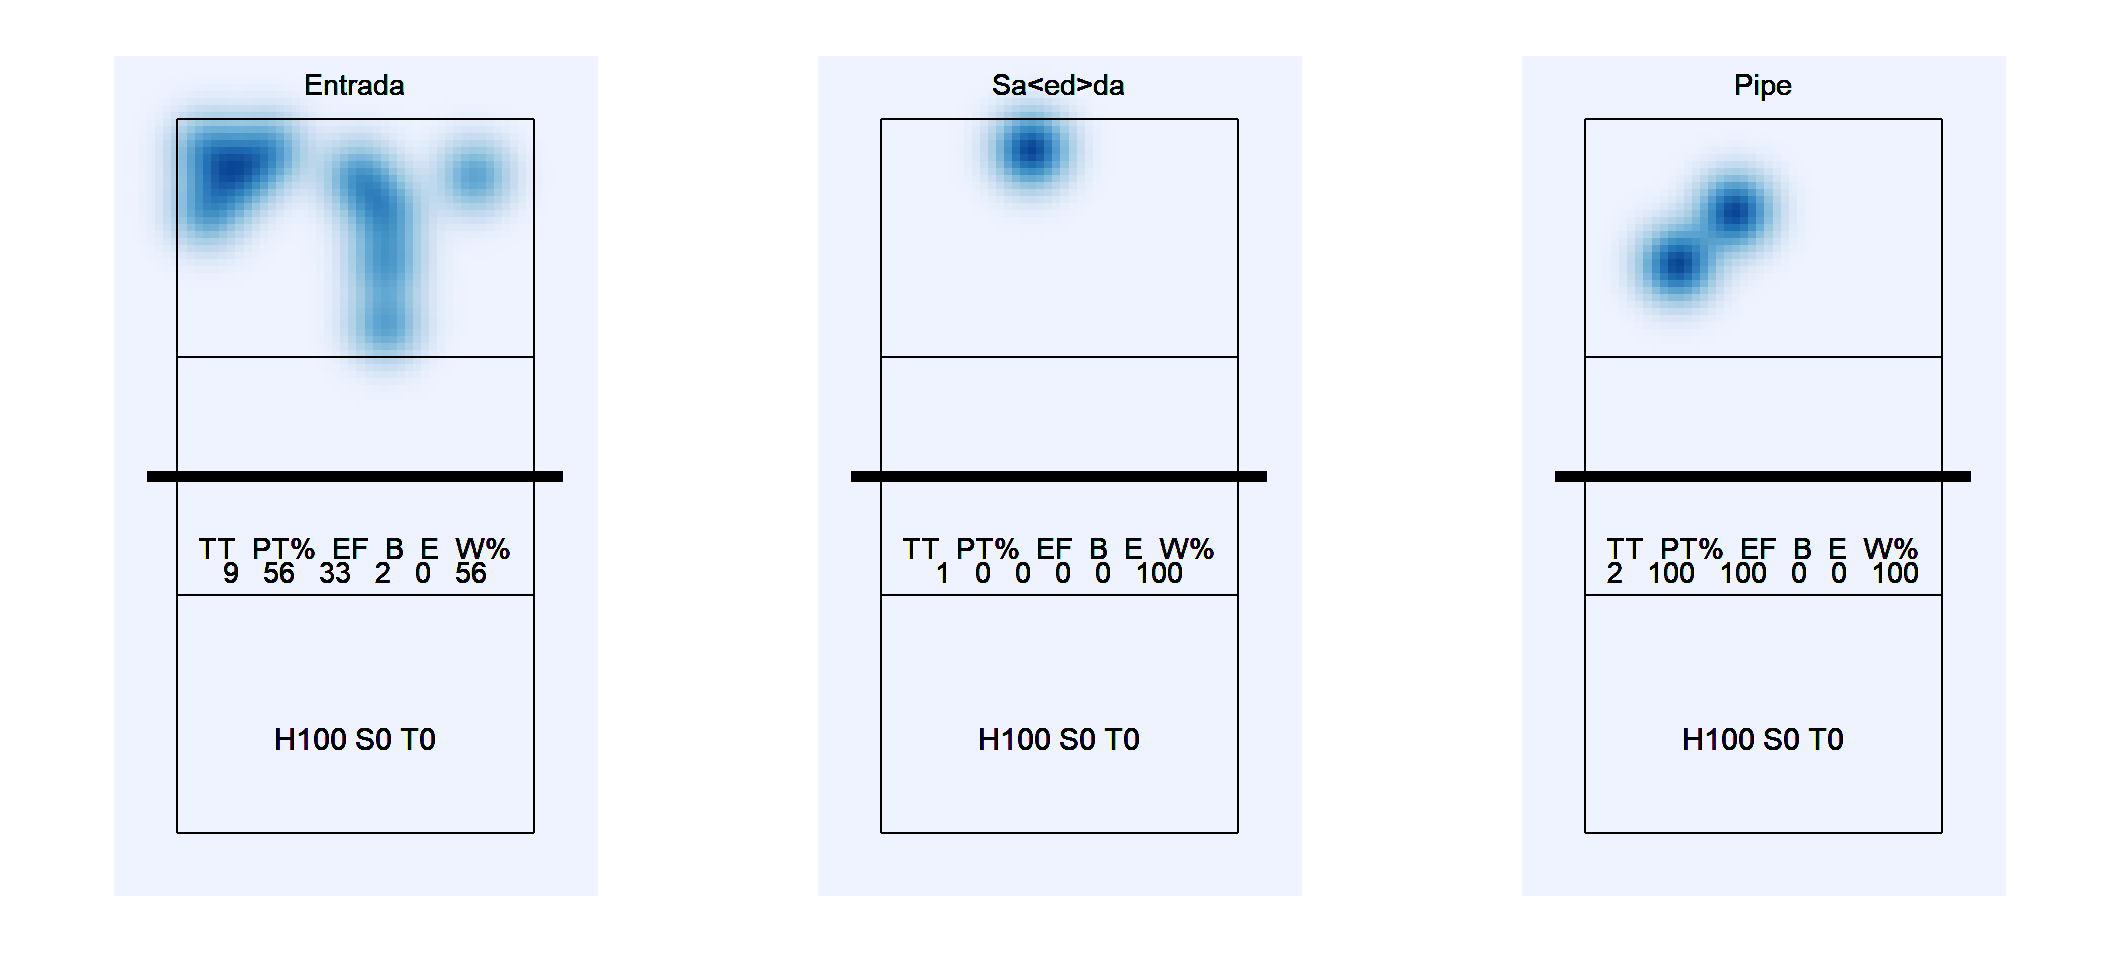 Entrada
TT PT% EF B E W%
9 56 33 2 0 56
H100 S0 T0
Sa<ed>da
TT PT% EF B E W%
1 0 0 0 0 100
H100 S0 T0
Pipe
TT PT% EF B E W%
2 100 100 0 0 100
H100 S0 T0